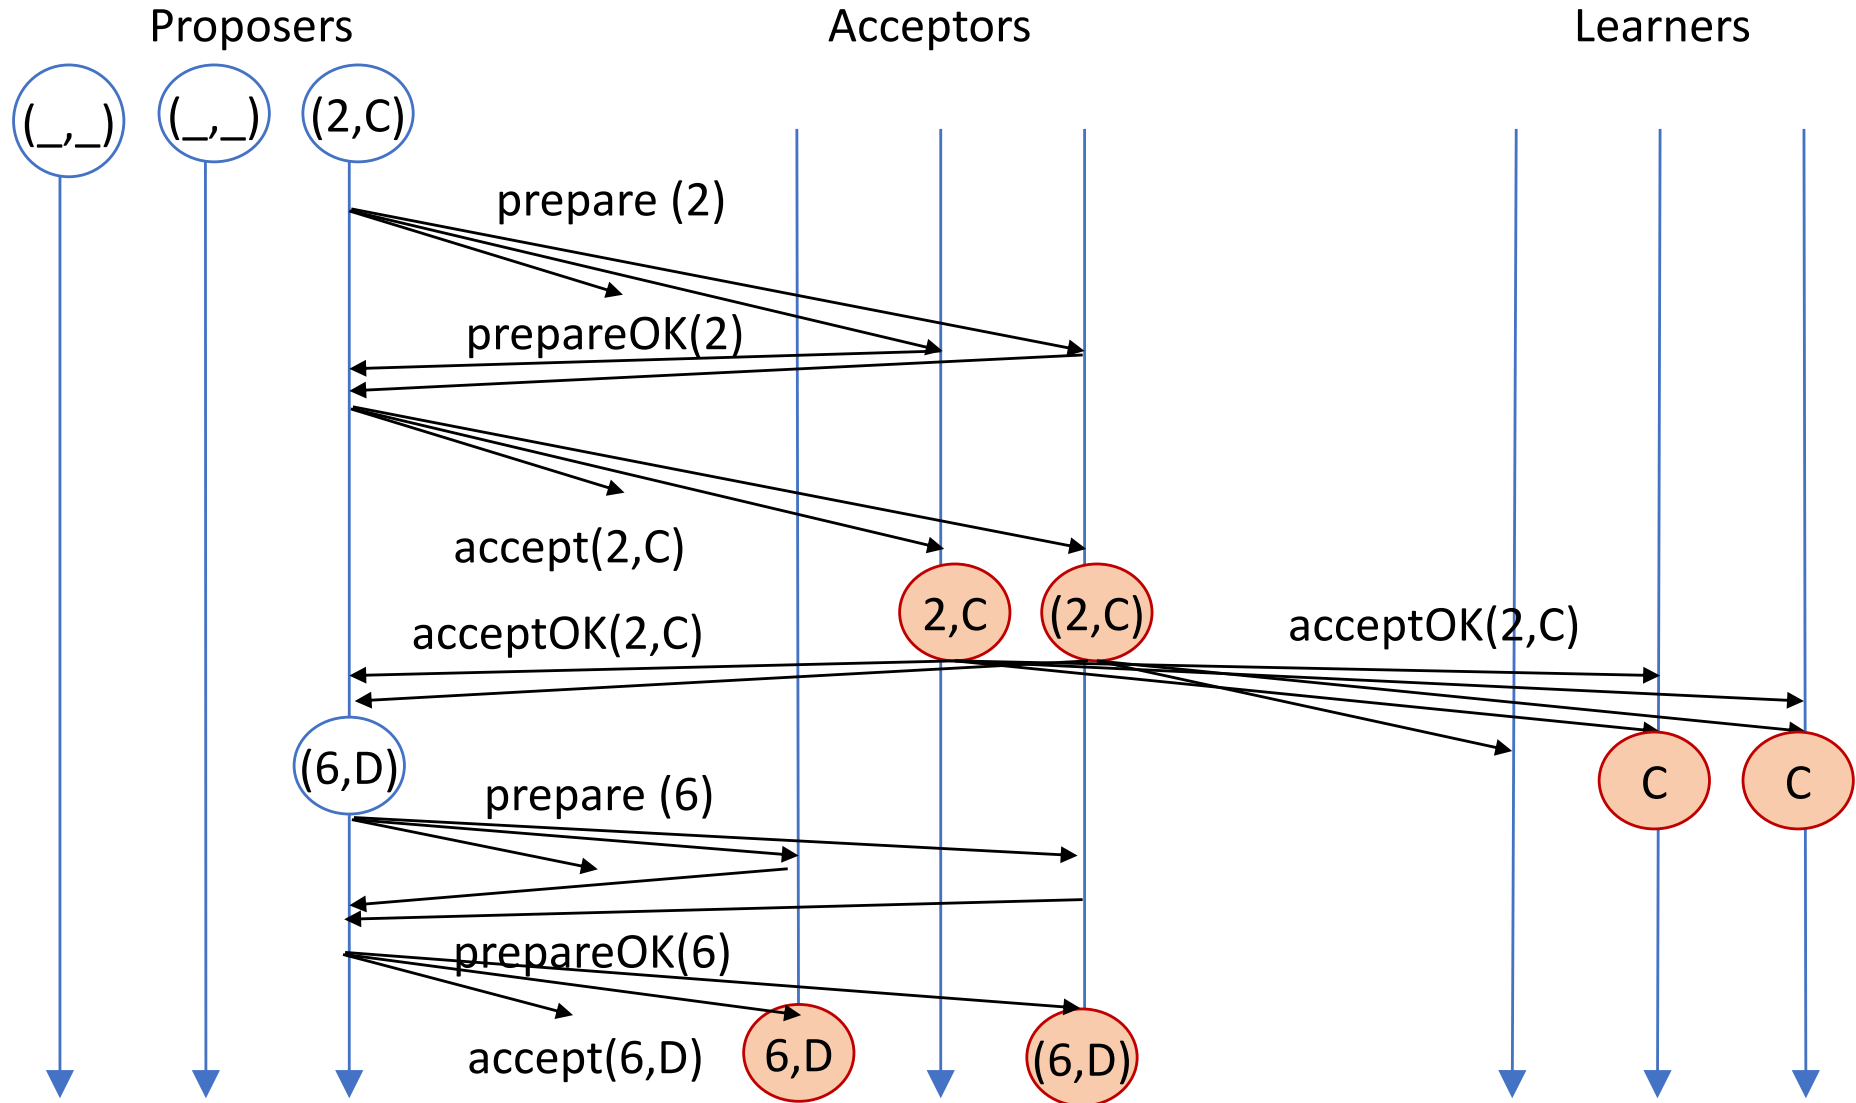 Proposers
Acceptors
Learners
(_,_)
(_,_)
(2,C)
prepare (2)
prepareOK(2)
accept(2,C)
2,C
(2,C)
acceptOK(2,C)
acceptOK(2,C)
(6,D)
prepare (6)
C
C
prepareOK(6)
accept(6,D)
6,D
(6,D)